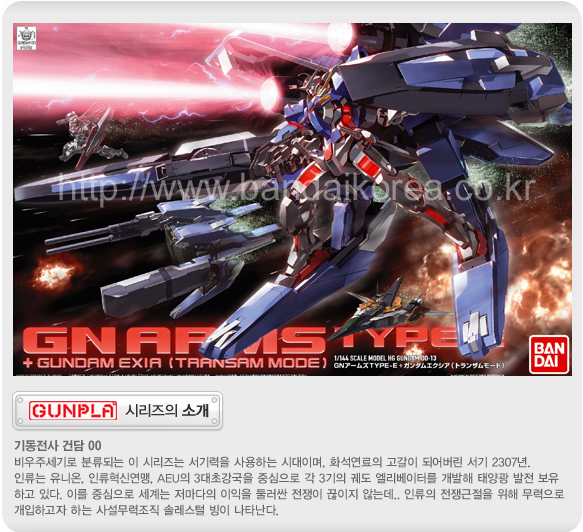 http://www.bandaikorea.co.kr
GN ARMS TYPE E
+ GUNDAM EXIA (TRANSAM MODE)
1/144 SCALE MODEL HG GUNDAM 00-13
GNアームズTYPE-E+ガンダムエクシア(トランザムモード)
BAN
DAI
GUNPLA 시리즈의 소개
기동전사 건담 00
비우주세기로 분류되는 이 시리즈는 서기력을 사용하는 시대이며, 화석연료의 고갈이 되어버린 서기 2307년.
인류는 유니온, 인류혁신연맹, AEU의 3대초강국을 중심으로 각 3기의 궤도 엘리베이터를 개발해 태양광 발전 보유
하고 있다. 이를 중심으로 세계는 저마다의 이익을 둘러싼 전쟁이 끊이지 않는데.. 인류의 전쟁근절을 위해 무력으로
개입하고자 하는 사설무력조직 솔레스털 빙이 나타난다.